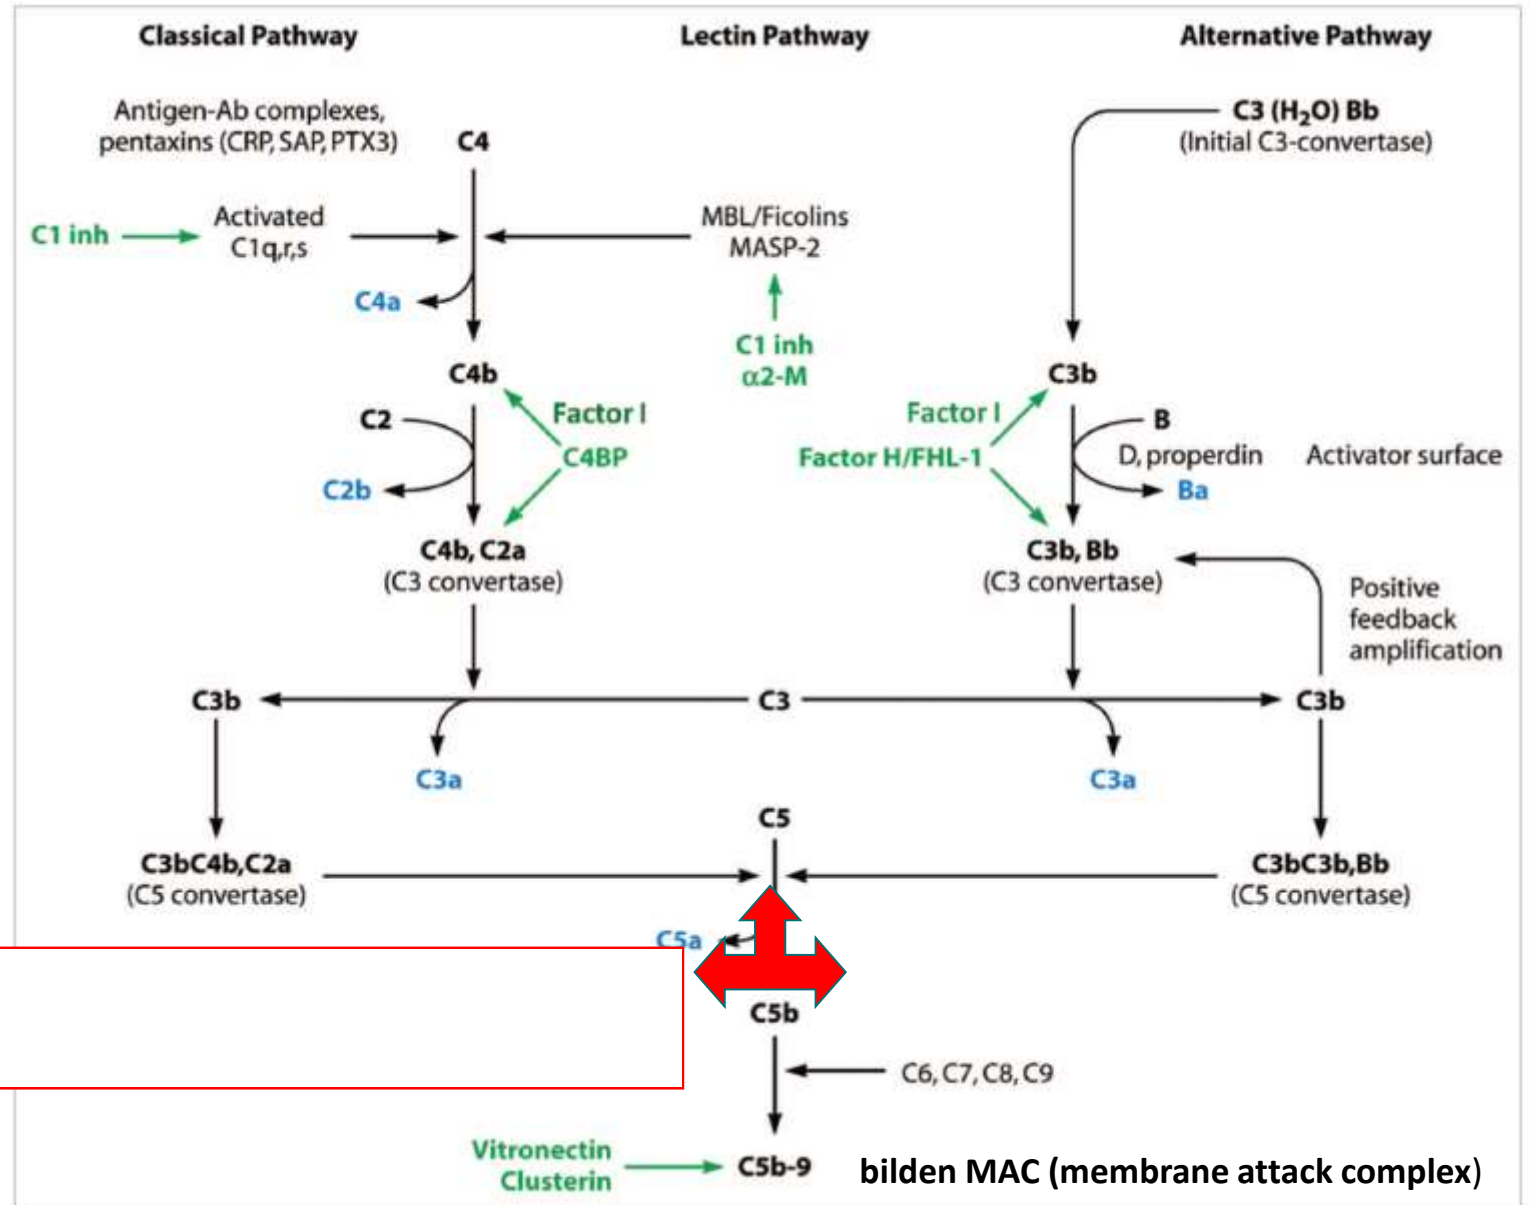 Classical Pathway
Lectin Pathway
Alternative Pathway
Antigen-Ab complexes,
pentaxins (CRP, SAP, PTX3)
C4
C3 (H₂O) Bb
(Initial C3-convertase)
C1 inh
Activated
C1q,r,s
MBL/Ficolins
MASP-2
C4a
C1 inh
α2-M
C4b
C3b
C2
Factor I
C4BP
C2b
Factor I
Factor H/FHL-1
B
D, properdin
Activator surface
Ba
C4b, C2a
(C3 convertase)
C3b, Bb
(C3 convertase)
Positive
feedback
amplification
C3b
C3
C3b
C3a
C3a
C5
C3bC4b,C2a
(C5 convertase)
C3bC3b,Bb
(C5 convertase)
C5a
C5b
C6, C7, C8, C9
Vitronectin
Clusterin
C5b-9
bilden MAC (membrane attack complex)